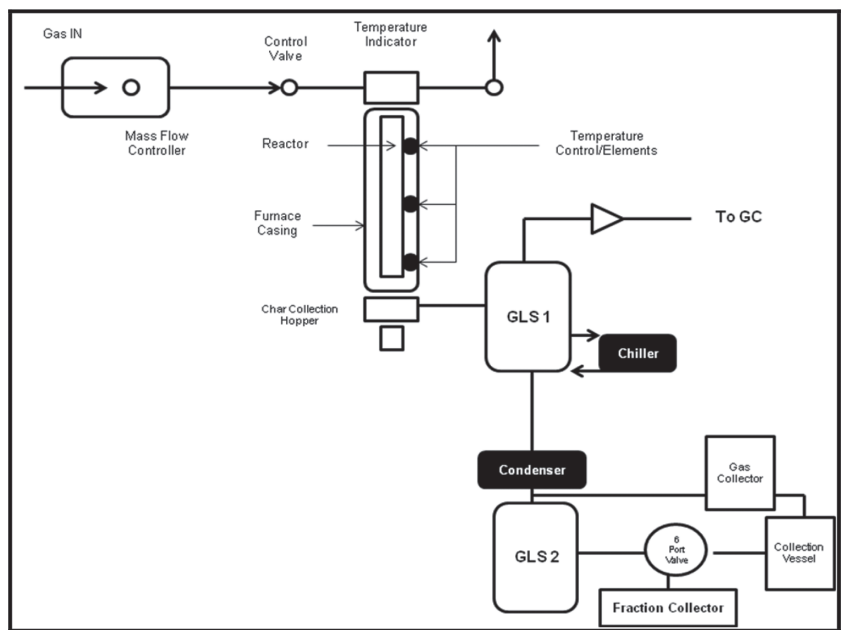 Gas IN
Control
Valve
Temperature
Indicator
Mass Flow
Controller
Reactor
Temperature
Control/Elements
Furnace
Casing
To GC
Char Collection
Hopper
GLS 1
Chiller
Condenser
Gas
Collector
GLS 2
6
Port
Valve
Collection
Vessel
Fraction Collector